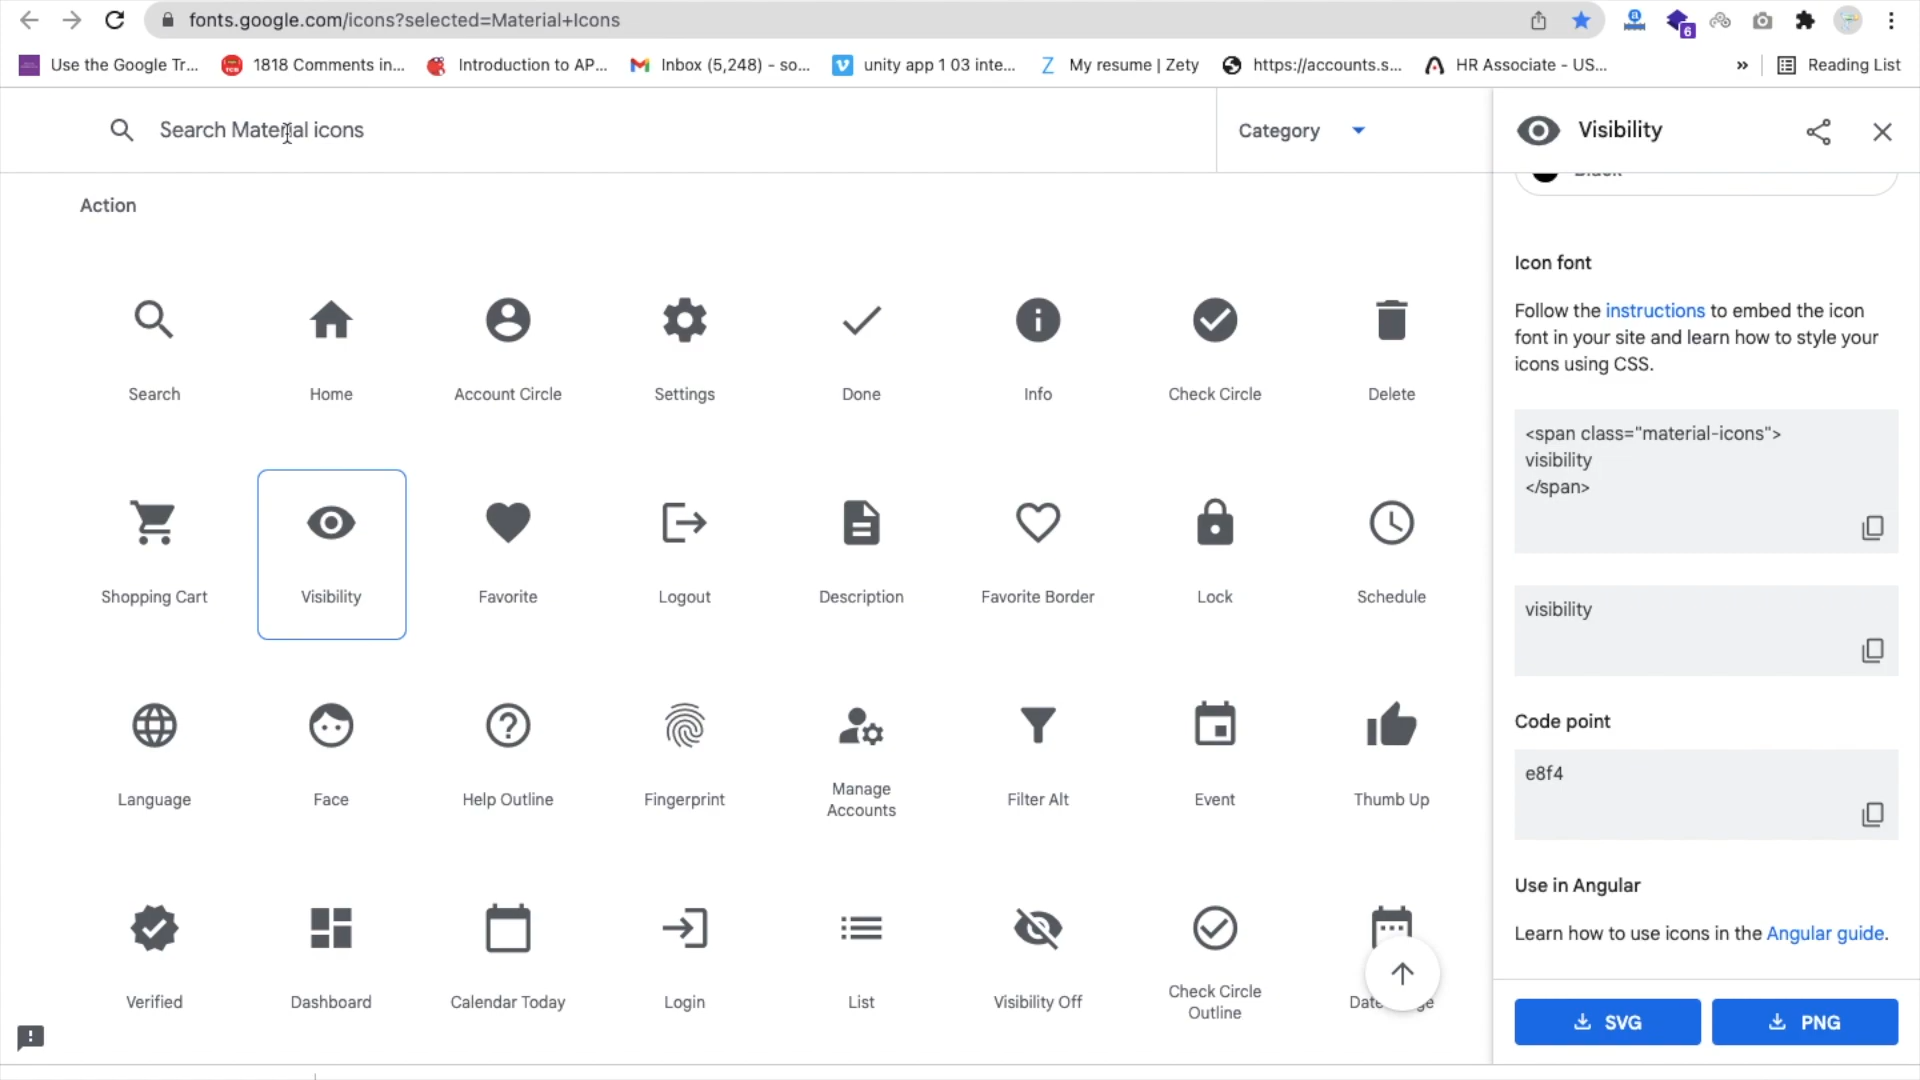 fonts.google.com/icons?selected=Material+Icons
6
Use the Google Tr...
1818 Comments in...
Introduction to AP...
Inbox (5,248) - so...
unity app 1 03 inte...
My resume | Zety
https://accounts.s...
HR Associate - US...
»
Reading List
Search Material icons
Category
Visibility
Black
Action
Search
Home
Account Circle
Settings
Done
Info
Check Circle
Delete
Shopping Cart
Visibility
Favorite
Logout
Description
Favorite Border
Lock
Schedule
Language
Face
Help Outline
Fingerprint
Manage
Accounts
Filter Alt
Event
Thumb Up
Verified
Dashboard
Calendar Today
Login
List
Visibility Off
Check Circle
Outline
Icon font
Follow the instructions to embed the icon
font in your site and learn how to style your
icons using CSS.
<span class="material-icons">
visibility
</span>
visibility
Code point
e8f4
Use in Angular
Learn how to use icons in the Angular guide.
SVG
PNG